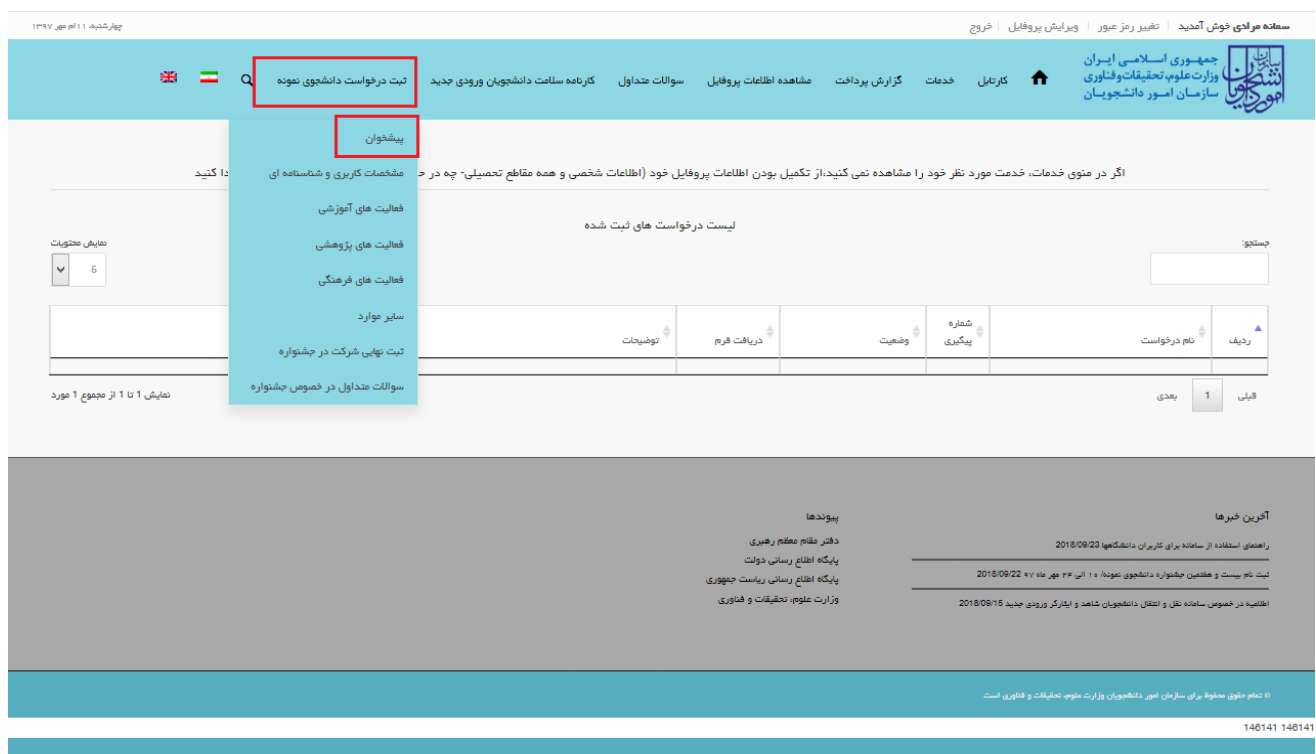 سمانه مرادی خوش آمدید | تغییر رمز عبور | ویرایش پروفایل | خروج
چهارشنبه، ۱۱ام مهر ۱۳۹۷
جمهوری اسلامی ایران
وزارت علوم، تحقیقات و فناوری
سازمان امور دانشجویان
کارتابل
خدمات
گزارش پرداخت
مشاهده اطلاعات پروفایل
سوالات متداول
کارنامه سلامت دانشجویان ورودی جدید
ثبت درخواست دانشجوی نمونه
پیشخوان
مشخصات کاربری و شناسنامه ای
فعالیت های آموزشی
فعالیت های پژوهشی
فعالیت های فرهنگی
سایر موارد
ثبت نهایی شرکت در جشنواره
سوالات متداول در خصوص جشنواره
اگر در منوی خدمات، خدمت مورد نظر خود را مشاهده نمی کنید،از تکمیل بودن اطلاعات پروفایل خود (اطلاعات شخصی و همه مقاطع تحصیلی- چه در ح
دا کنید
لیست درخواست های ثبت شده
جستجو:
نمایش محتویات
5
ردیف
نام درخواست
شماره
پیگیری
وضعیت
دریافت فرم
توضیحات
قبلی 1 بعدی
نمایش 1 تا 1 از مجموع 1 مورد
آخرین خبرها
راهنمای استفاده از سامانه برای کاربران دانشگاهها 2018/09/23
ثبت نام بیست و هفتمین جشنواره دانشجوی نمونه/ ۱۰ الی ۲۴ مهر ماه ۹۷ 2018/09/22
اطلاعیه در خصوص سامانه نقل و انتقال دانشجویان شاهد و ایثارگر ورودی جدید 2018/09/15
پیوندها
دفتر مقام معظم رهبری
پایگاه اطلاع رسانی دولت
پایگاه اطلاع رسانی ریاست جمهوری
وزارت علوم، تحقیقات و فناوری
© تمام حقوق محفوظ برای سازمان امور دانشجویان وزارت علوم، تحقیقات و فناوری است.
146141 146141